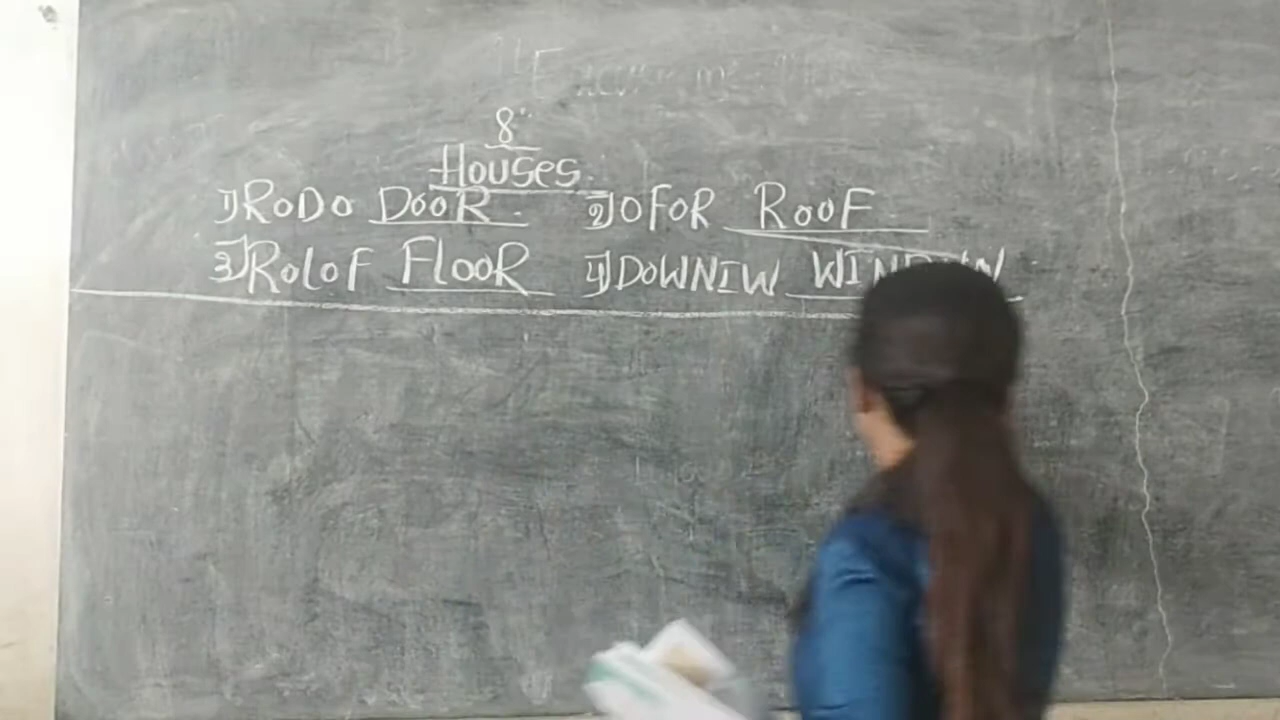 8
Houses.
1) RoDo DooR. 2) OFOR RooF
3) RoloF FlooR 4) DOWNIW